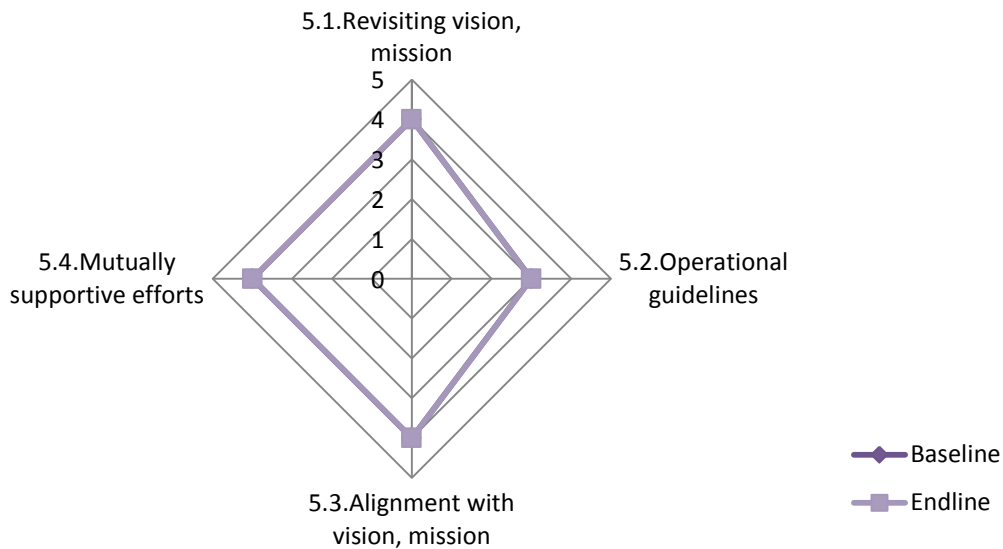 5.1.Revisiting vision,
mission
5
4
3
2
1
0
5.2.Operational
guidelines
5.3.Alignment with
vision, mission
5.4.Mutually
supportive efforts
Baseline
Endline